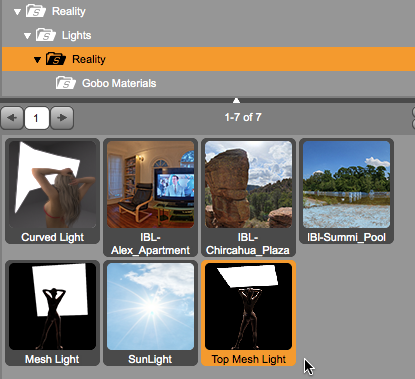 Reality
Lights
Reality
Gobo Materials
1
1-7 of 7
Curved Light
IBL-
Alex_Apartment
IBL-
Chircahua_Plaza
IBI-Summi_Pool
Mesh Light
SunLight
Top Mesh Light